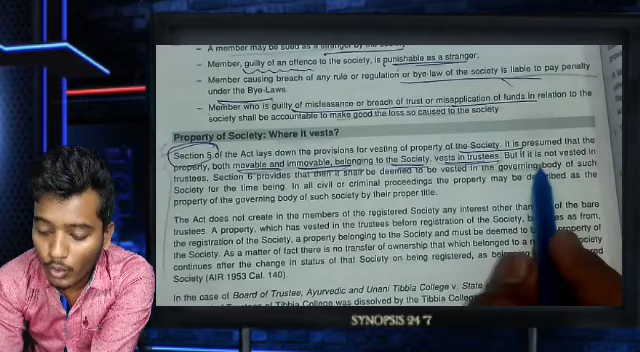 – A member may be sued as a stranger by the
– Member, guilty of an offence to the society, is punishable as a stranger;
– Member causing breach of any rule or regulation or bye-law of the society is liable to pay penalty
under the Bye-Laws.
– Member who is guilty of misfeasance or breach of trust or misapplication of funds in relation to the
society shall be accountable to make good the loss so caused to the society.
Property of Society: Where it vests?
Section 5 of the Act lays down the provisions for vesting of property of the Society. It is presumed that the
property, both movable and immovable, belonging to the Society, vests in trustees. But if it is not vested in
trustees, Section 5 provides that then it shall be deemed to be vested in the governing body of such
Society for the time being. In all civil or criminal proceedings the property may be described as the
property of the governing body of such society by their proper title.
The Act does not create in the members of the registered Society any interest other than of the bare
trustees. A property, which has vested in the trustees before registration of the Society, as from,
the registration of the Society, a property belonging to the Society and must be deemed to property of
the Society. As a matter of fact there is no transfer of ownership that which belonged to a Society
continues after the change in status of that Society on being registered, as
Society (AIR 1953 Cal. 140).
In the case of Board of Trustee, Ayurvedic and Unani Tibbia College v. State
Trustees of Tibbia College was dissolved by the Tibbia College
SYNOPSIS 24 7